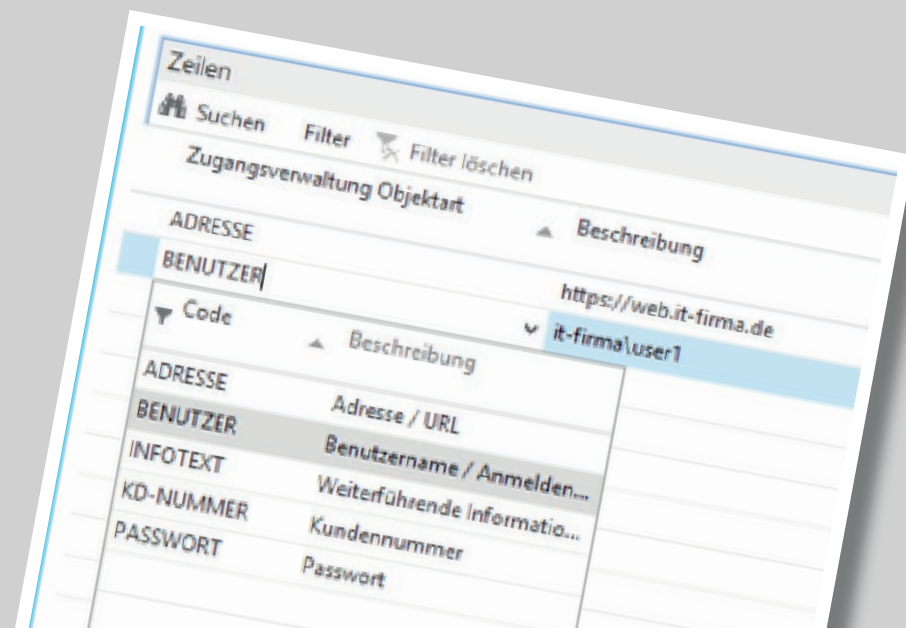 Zeilen
Suchen Filter Filter löschen
Zugangsverwaltung Objektart Beschreibung
ADRESSE https://web.it-firma.de
BENUTZER it-firma\user1
Code Beschreibung
ADRESSE Adresse / URL
BENUTZER Benutzername / Anmelden...
INFOTEXT Weiterführende Informatio...
KD-NUMMER Kundennummer
PASSWORT Passwort